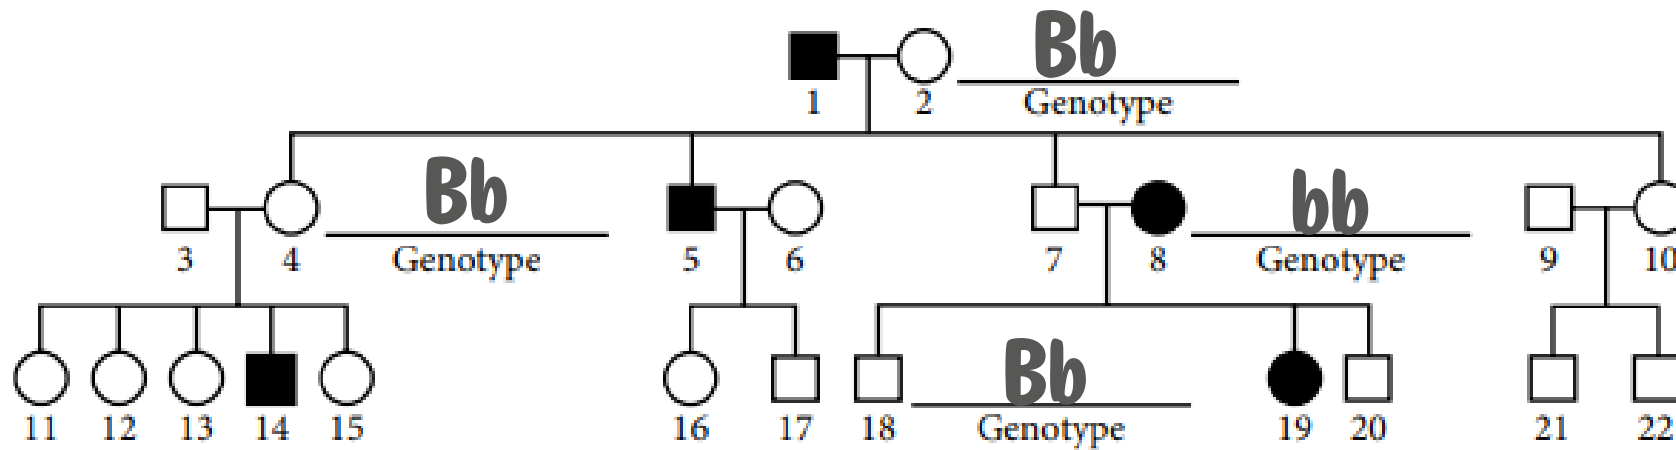 Bb
1 2 Genotype
Bb bb
3 4 Genotype 5 6 7 8 Genotype 9 10
Bb
11 12 13 14 15 16 17 18 Genotype 19 20 21 22